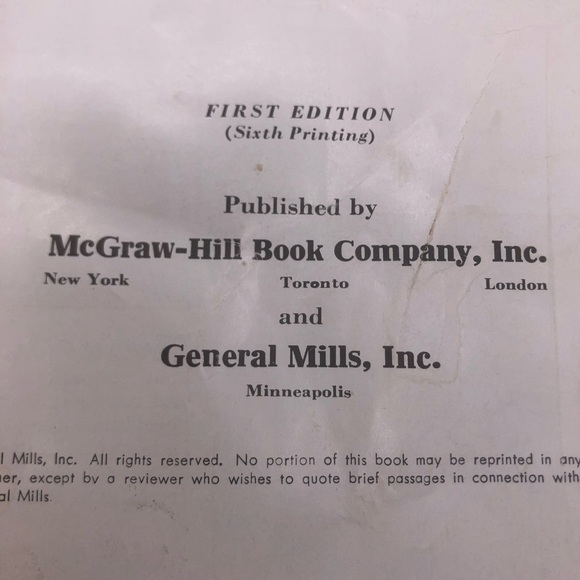 FIRST EDITION
(Sixth Printing)
Published by
McGraw-Hill Book Company, Inc.
New York Toronto London
and
General Mills, Inc.
Minneapolis
l Mills, Inc. All rights reserved. No portion of this book may be reprinted in any
er, except by a reviewer who wishes to quote brief passages in connection with
al Mills.